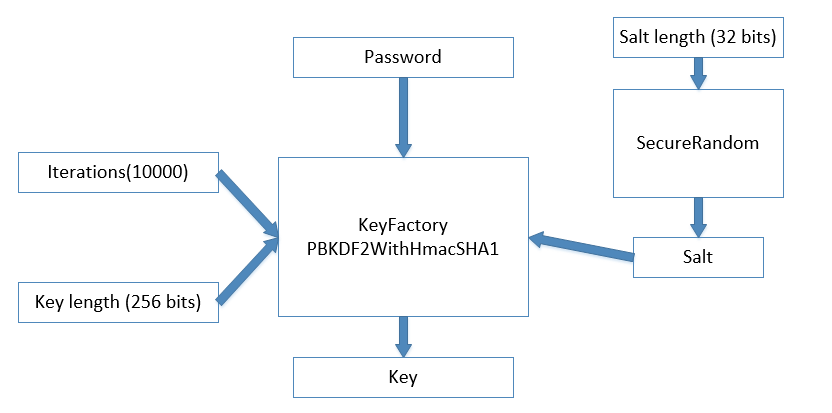 Salt length (32 bits)
Password
SecureRandom
Iterations(10000)
KeyFactory
PBKDF2WithHmacSHA1
Salt
Key length (256 bits)
Key